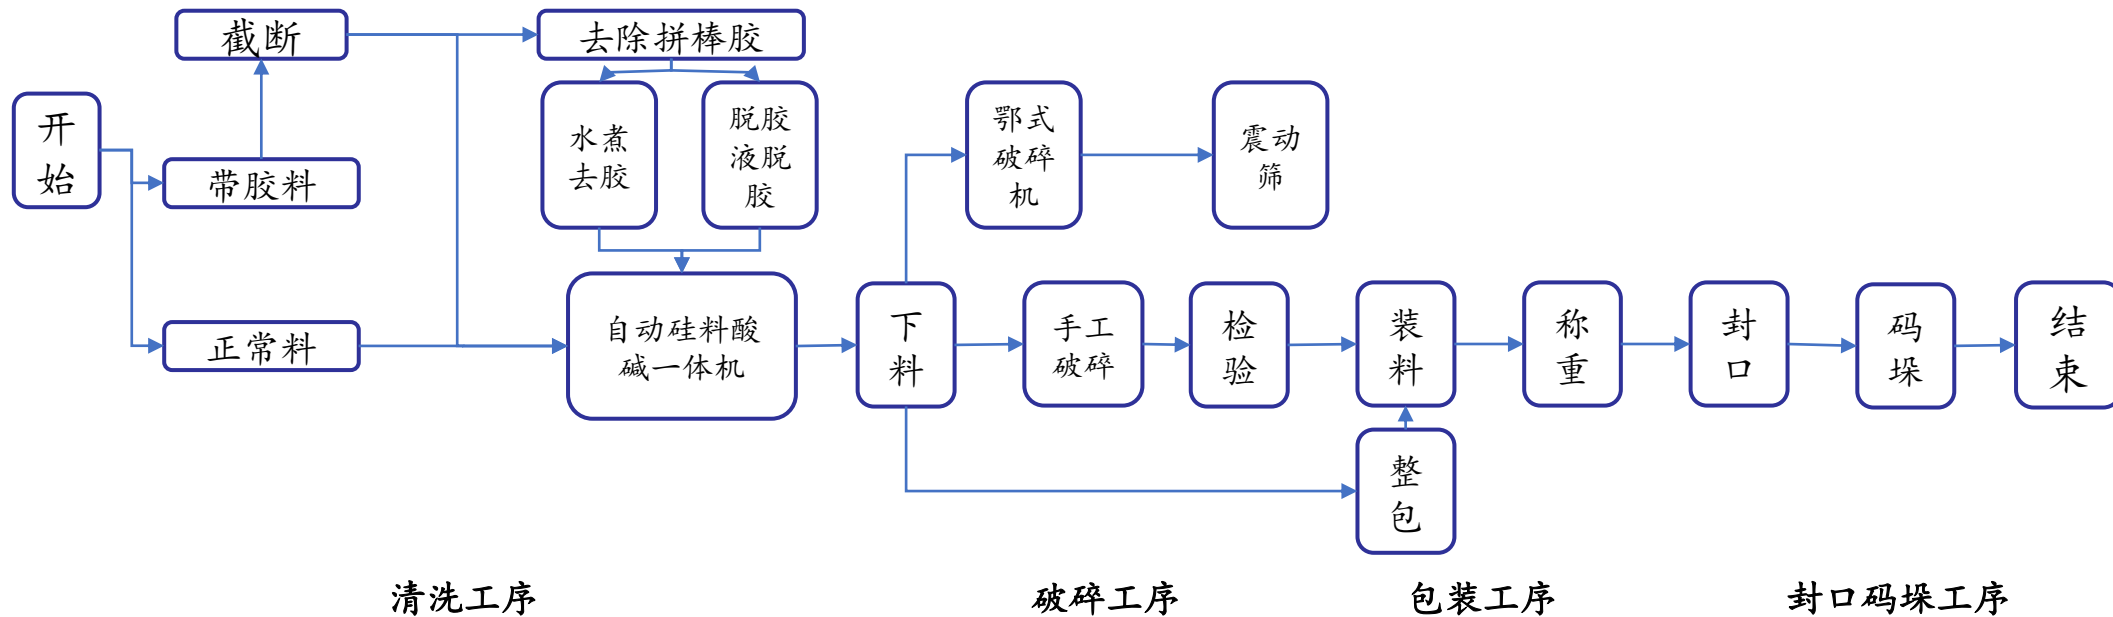 截断
去除拼棒胶
开
始
带胶料
正常料
水煮
去胶
脱胶
液脱
胶
自动硅料酸
碱一体机
下
料
鄂式
破碎
机
震动
筛
手工
破碎
检
验
装
料
整
包
称
重
封
口
码
垛
结
束
清洗工序
破碎工序
包装工序
封口码垛工序